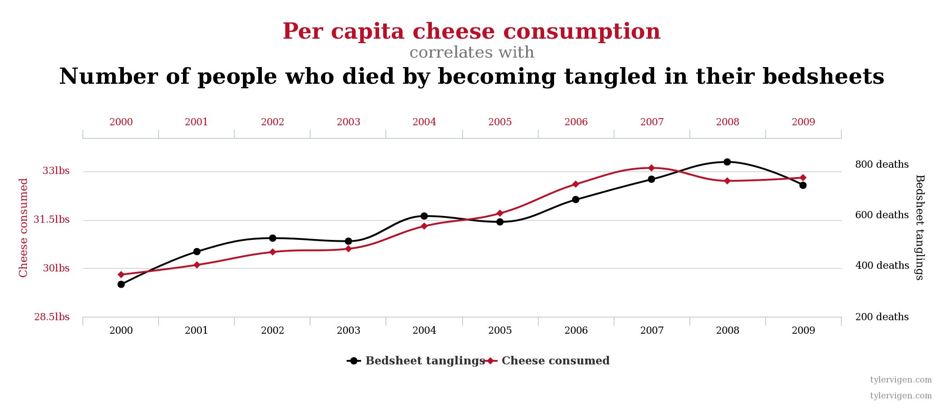 Per capita cheese consumption
correlates with
Number of people who died by becoming tangled in their bedsheets
2000 2001 2002 2003 2004 2005 2006 2007 2008 2009
Cheese consumed
33lbs
31.5lbs
30lbs
28.5lbs
800 deaths
600 deaths
400 deaths
200 deaths
Bedsheet tanglings
2000 2001 2002 2003 2004 2005 2006 2007 2008 2009
Bedsheet tanglings Cheese consumed
tylervigen.com
tylervigen.com